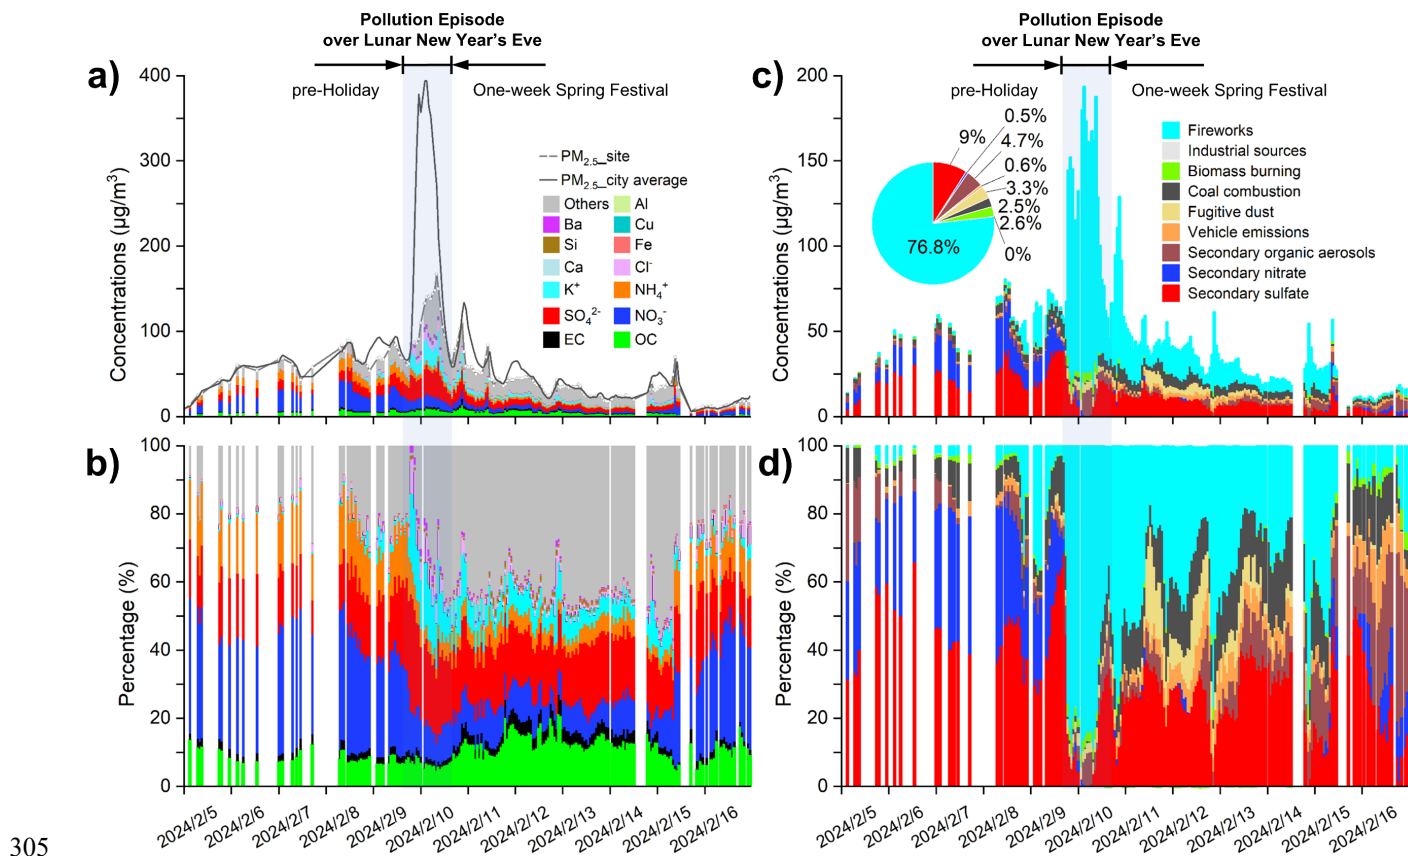 Pollution Episode
over Lunar New Year's Eve
a)
pre-Holiday
One-week Spring Festival
Concentrations (μg/m³)
400
300
200
100
0
PM2.5_site
PM2.5_city average
Others
Al
Ba
Cu
Si
Fe
Ca
Cl⁻
K⁺
NH₄⁺
SO₄²⁻
NO₃⁻
EC
OC
b)
Percentage (%)
100
80
60
40
20
0
2024/2/5
2024/2/6
2024/2/7
2024/2/8
2024/2/9
2024/2/10
2024/2/11
2024/2/12
2024/2/13
2024/2/14
2024/2/15
2024/2/16
Pollution Episode
over Lunar New Year's Eve
c)
pre-Holiday
One-week Spring Festival
Concentrations (μg/m³)
200
150
100
50
0
9%
0.5%
4.7%
0.6%
3.3%
2.5%
2.6%
0%
76.8%
Fireworks
Industrial sources
Biomass burning
Coal combustion
Fugitive dust
Vehicle emissions
Secondary organic aerosols
Secondary nitrate
Secondary sulfate
d)
Percentage (%)
100
80
60
40
20
0
2024/2/5
2024/2/6
2024/2/7
2024/2/8
2024/2/9
2024/2/10
2024/2/11
2024/2/12
2024/2/13
2024/2/14
2024/2/15
2024/2/16
305